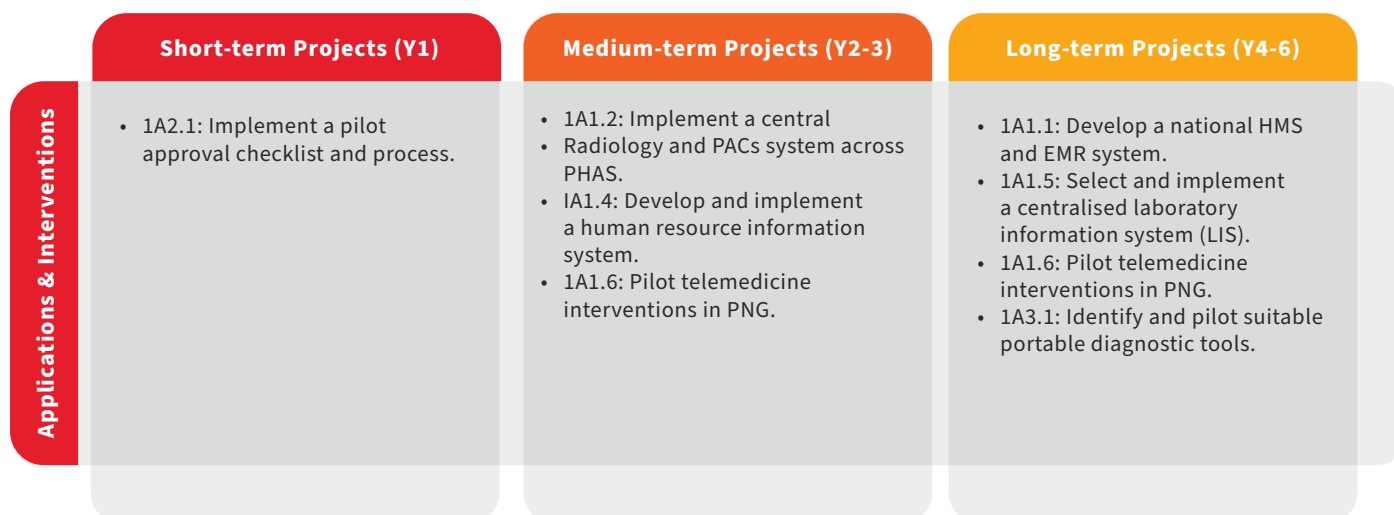 Short-term Projects (Y1)
Medium-term Projects (Y2-3)
Long-term Projects (Y4-6)
Applications & Interventions
• 1A2.1: Implement a pilot
approval checklist and process.
• 1A1.2: Implement a central
• Radiology and PACs system across
PHAS.
• IA1.4: Develop and implement
a human resource information
system.
• 1A1.6: Pilot telemedicine
interventions in PNG.
• 1A1.1: Develop a national HMS
and EMR system.
• 1A1.5: Select and implement
a centralised laboratory
information system (LIS).
• 1A1.6: Pilot telemedicine
interventions in PNG.
• 1A3.1: Identify and pilot suitable
portable diagnostic tools.